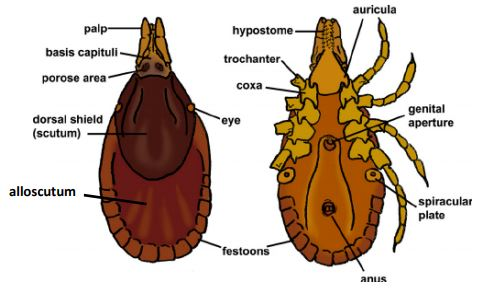 palp
basis capituli
porose area
dorsal shield
(scutum)
eye
alloscutum
festoons
hypostome
auricula
trochanter
coxa
genital
aperture
spiracular
plate
anus